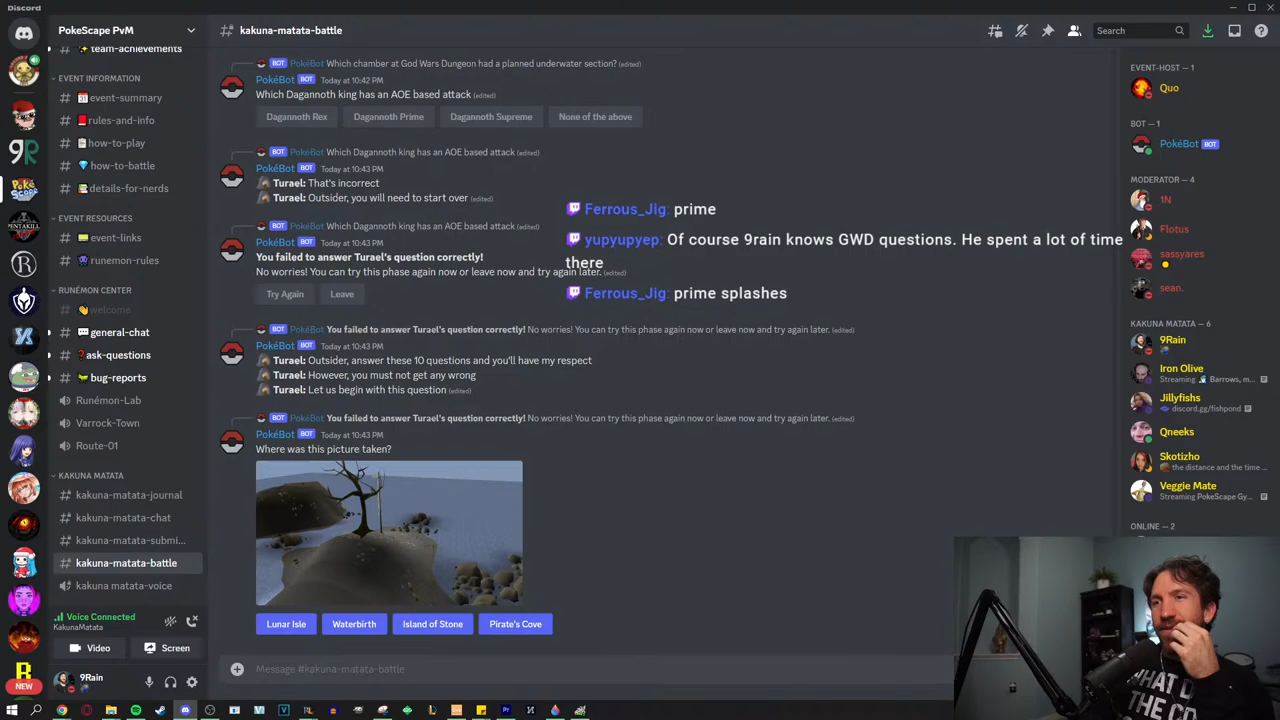 Discord
PokeScape PvM
team-achievements
EVENT INFORMATION
event-summary
rules-and-info
how-to-play
how-to-battle
details-for-nerds
EVENT RESOURCES
event-links
runemon-rules
RUNÉMON CENTER
welcome
general-chat
ask-questions
bug-reports
Runémon-Lab
Varrock-Town
Route-01
KAKUNA MATATA
kakuna-matata-journal
kakuna-matata-chat
kakuna-matata-submi...
kakuna-matata-battle
kakuna matata-voice
Voice Connected
KakunaMatata
Video
Screen
9Rain
NEW
kakuna-matata-battle
Search
BOT PokéBot Which chamber at God Wars Dungeon had a planned underwater section? (edited)
PokéBot BOT Today at 10:42 PM
Which Dagannoth king has an AOE based attack (edited)
Dagannoth Rex
Dagannoth Prime
Dagannoth Supreme
None of the above
BOT PokéBot Which Dagannoth king has an AOE based attack (edited)
PokéBot BOT Today at 10:43 PM
Turael: That's incorrect
Turael: Outsider, you will need to start over (edited)
BOT PokéBot Which Dagannoth king has an AOE based attack (edited)
PokéBot BOT Today at 10:43 PM
You failed to answer Turael's question correctly!
No worries! You can try this phase again now or leave now and try again later. (edited)
Try Again
Leave
Ferrous_Jig: prime
yupyupyep: Of course 9rain knows GWD questions. He spent a lot of time
there
Ferrous_Jig: prime splashes
BOT PokéBot You failed to answer Turael's question correctly! No worries! You can try this phase again now or leave now and try again later. (edited)
PokéBot BOT Today at 10:43 PM
Turael: Outsider, answer these 10 questions and you'll have my respect
Turael: However, you must not get any wrong
Turael: Let us begin with this question (edited)
BOT PokéBot You failed to answer Turael's question correctly! No worries! You can try this phase again now or leave now and try again later. (edited)
PokéBot BOT Today at 10:43 PM
Where was this picture taken?
Lunar Isle
Waterbirth
Island of Stone
Pirate's Cove
Message #kakuna-matata-battle
EVENT-HOST — 1
Quo
BOT — 1
PokéBot BOT
MODERATOR — 4
1N
Flotus
sassyares
sean.
KAKUNA MATATA — 6
9Rain
Iron Olive
Streaming Barrows, m...
Jillyfishs
discord.gg/fishpond
Qneeks
Skotizho
the distance and the time ...
Veggie Mate
Streaming PokeScape Gy...
ONLINE — 2